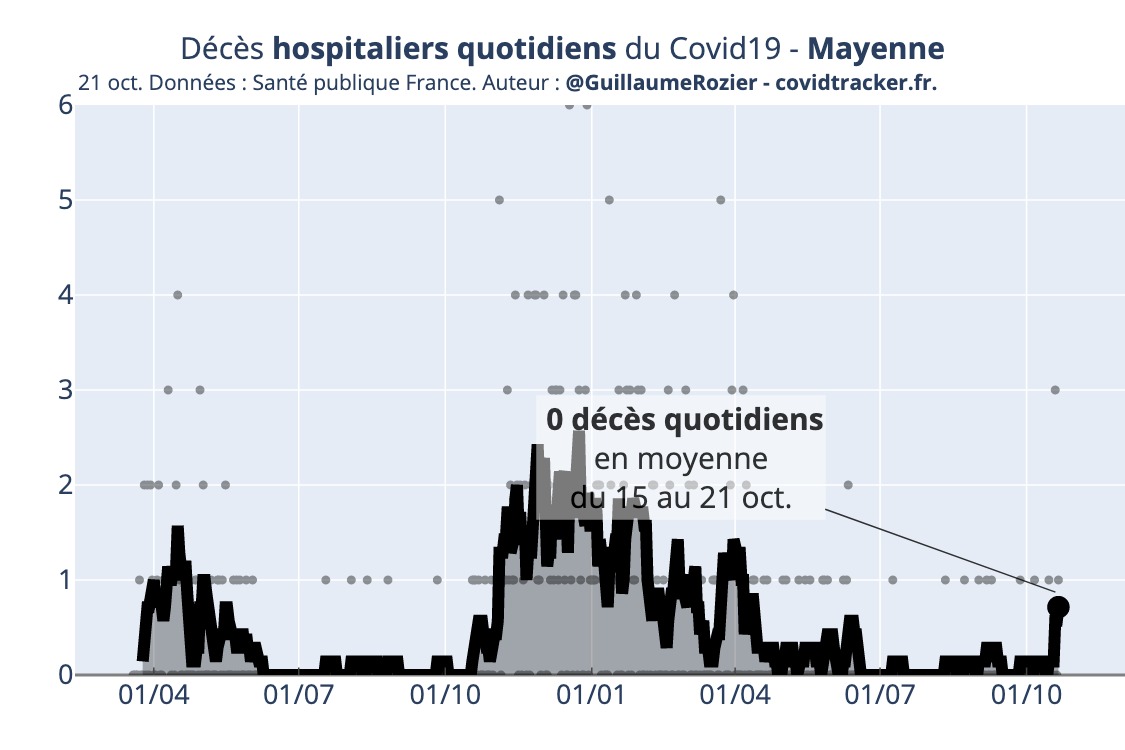 Décès hospitaliers quotidiens du Covid19 - Mayenne
21 oct. Données : Santé publique France. Auteur : @GuillaumeRozier - covidtracker.fr.
6
5
4
3
0 décès quotidiens
en moyenne
2
du 15 au 21 oct.
1
0
01/04 01/07 01/10 01/01 01/04 01/07 01/10